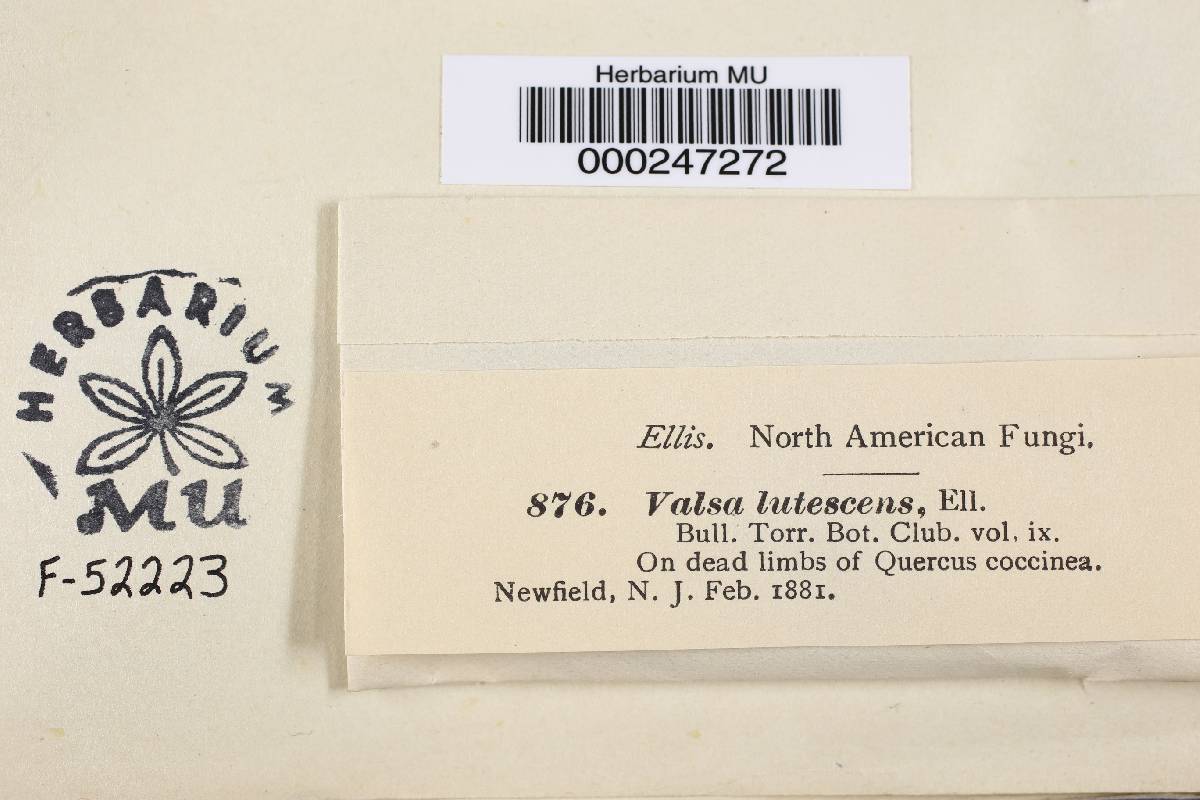 Herbarium MU
000247272
HERBARIUM
MU
F-52223
Ellis. North American Fungi.
876. Valsa lutescens, Ell.
Bull. Torr. Bot. Club. vol. ix.
On dead limbs of Quercus coccinea.
Newfield, N. J. Feb. 1881.